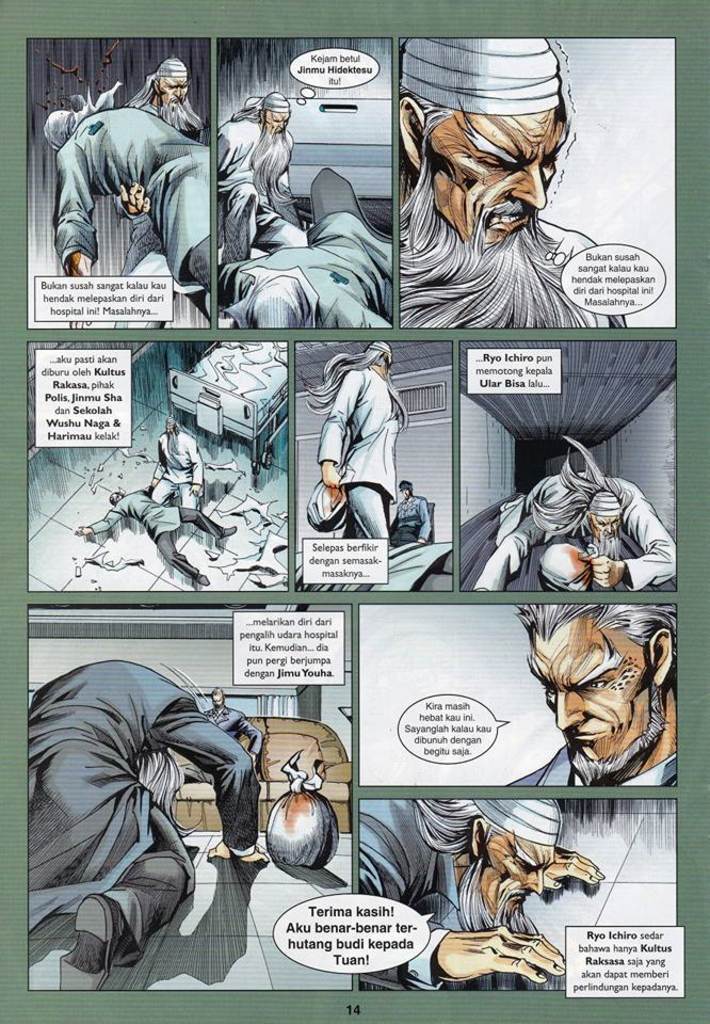 Bukan susah sangat kalau kau
hendak melepaskan diri dari
hospital ini! Masalahnya...
Kejam betul
Jinmu Hidektesu
itu!
Bukan susah
sangat kalau kau
hendak melepaskan
diri dari hospital ini!
Masalahnya...
...aku pasti akan
diburu oleh Kultus
Rakasa, pihak
Polis, Jinmu Sha
dan Sekolah
Wushu Naga &
Harimau kelak!
Selepas berfikir
dengan semasak-
masaknya...
...Ryo Ichiro pun
memotong kepala
Ular Bisa lalu...
...melarikan diri dari
pengalih udara hospital
itu. Kemudian... dia
pun pergi berjumpa
dengan Jimu Youha.
Kira masih
hebat kau ini.
Sayanglah kalau kau
dibunuh dengan
begitu saja.
Terima kasih!
Aku benar-benar ter-
hutang budi kepada
Tuan!
Ryo Ichiro sedar
bahawa hanya Kultus
Raksasa saja yang
akan dapat memberi
perlindungan kepadanya.
14